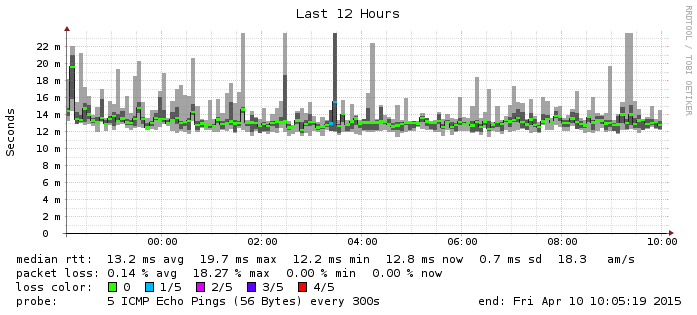 Last 12 Hours
RRDTOOL / TOBI OETIKER
Seconds
22 m
20 m
18 m
16 m
14 m
12 m
10 m
8 m
6 m
4 m
2 m
0
00:00 02:00 04:00 06:00 08:00 10:00
median rtt: 13.2 ms avg 19.7 ms max 12.2 ms min 12.8 ms now 0.7 ms sd 18.3 am/s
packet loss: 0.14 % avg 18.27 % max 0.00 % min 0.00 % now
loss color: 0 1/5 2/5 3/5 4/5
probe: 5 ICMP Echo Pings (56 Bytes) every 300s end: Fri Apr 10 10:05:19 2015